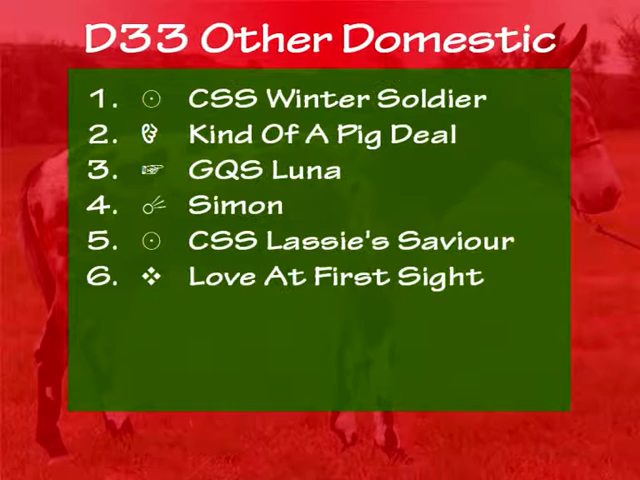 D33 Other Domestic
1. ☉ CSS Winter Soldier
2. Kind Of A Pig Deal
3. ☞ GQS Luna
4. ☄ Simon
5. ☉ CSS Lassie's Saviour
6. ❖ Love At First Sight